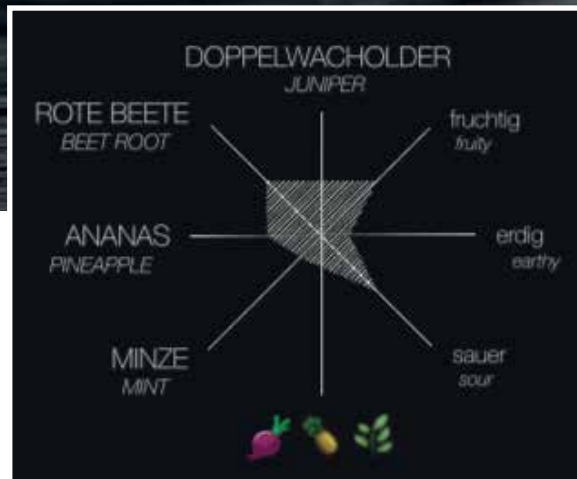 DOPPELWACHOLDER
JUNIPER
ROTE BEETE
BEET ROOT
fruchtig
fruity
ANANAS
PINEAPPLE
erdig
earthy
MINZE
MINT
sauer
sour